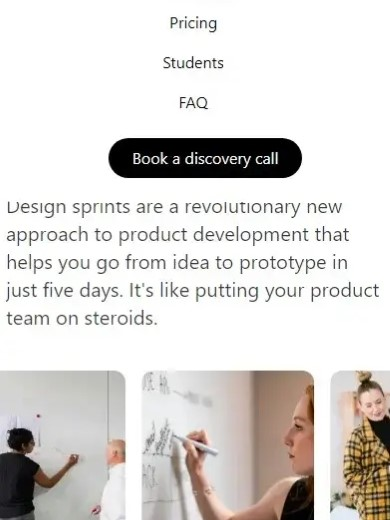 Pricing
Students
FAQ
Book a discovery call
Design sprints are a revolutionary new
approach to product development that
helps you go from idea to prototype in
just five days. It's like putting your product
team on steroids.